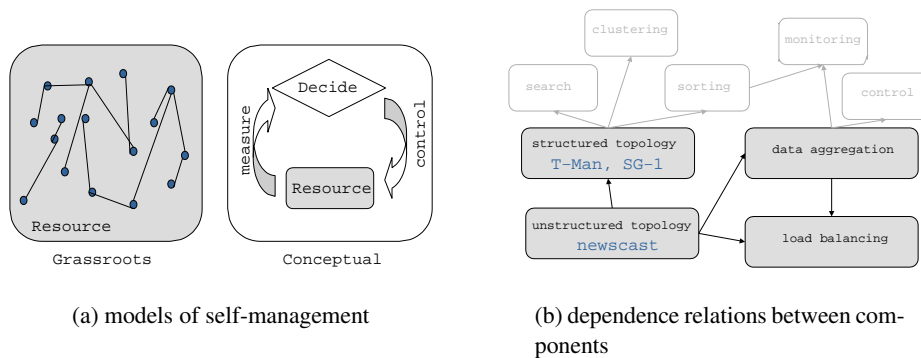 Decide
measure
control
Resource
Resource
Grassroots
Conceptual
(a) models of self-management
clustering
monitoring
search
sorting
control
structured topology
T-Man, SG-1
data aggregation
unstructured topology
newscast
load balancing
(b) dependence relations between com-
ponents